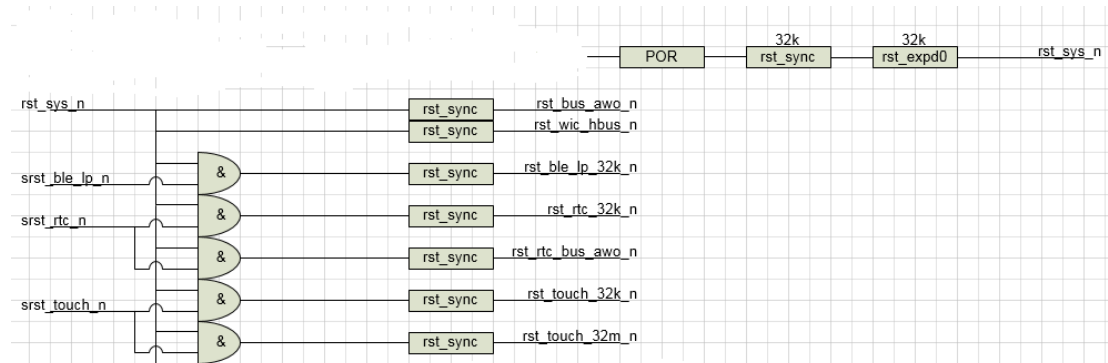 32k 32k
POR rst_sync rst_expd0 rst_sys_n
rst_sys_n rst_sync rst_bus_awo_n
rst_sync rst_wic_hbus_n
srst_ble_lp_n & rst_sync rst_ble_lp_32k_n
srst_rtc_n & rst_sync rst_rtc_32k_n
& rst_sync rst_rtc_bus_awo_n
srst_touch_n & rst_sync rst_touch_32k_n
& rst_sync rst_touch_32m_n